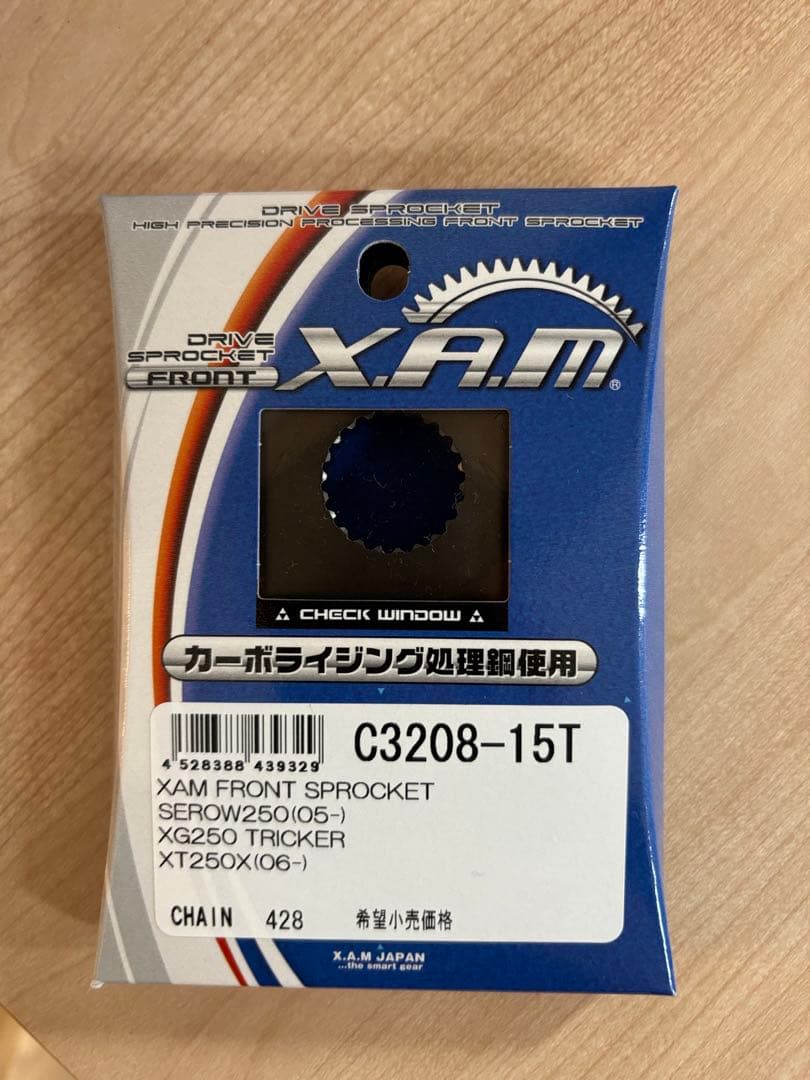 DRIVE SPROCKET
HIGH PRECISION PROCESSING FRONT SPROCKET
DRIVE
SPROCKET
FRONT
X.A.M®
CHECK WINDOW
カーボライジング処理鋼使用
C3208-15T
4 528388 439329
XAM FRONT SPROCKET
SEROW250(05-)
XG250 TRICKER
XT250X(06-)
CHAIN 428 希望小売価格
X.A.M JAPAN
...the smart gear